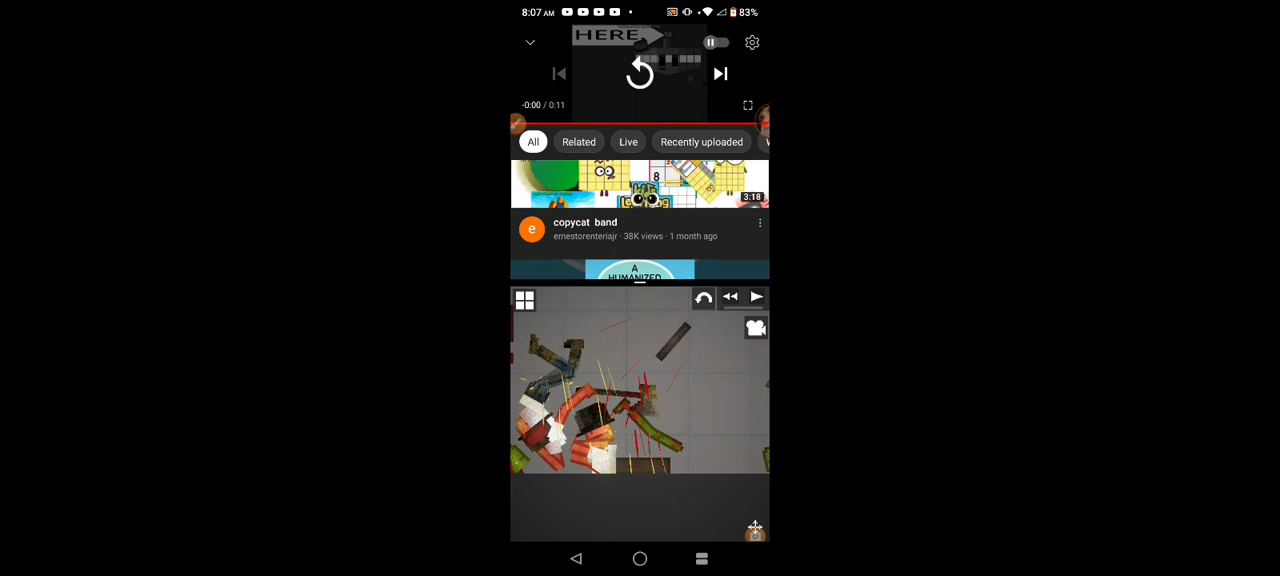 8:07 AM
83%
HERE
-0:00 / 0:11
All
Related
Live
Recently uploaded
8
3:18
e
copycat band
ernestorenteriajr · 38K views · 1 month ago
A
HUMANIZED